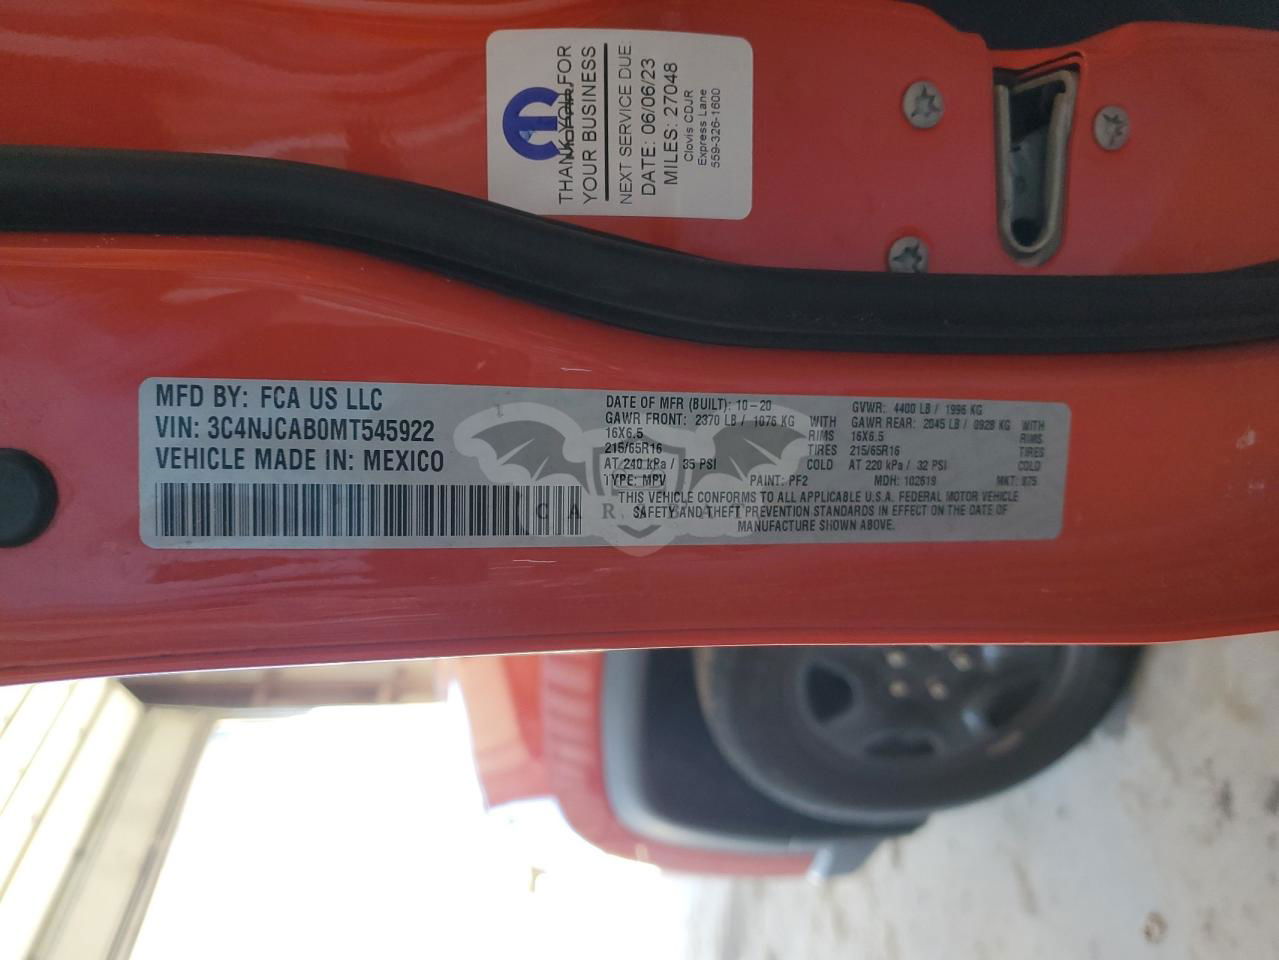 THANK YOU FOR
YOUR BUSINESS
NEXT SERVICE DUE:
DATE: 06/06/23
MILES: 27048
Clovis CDJR
Express Lane
559-326-1600
MFD BY: FCA US LLC
VIN: 3C4NJCAB0MT545922
VEHICLE MADE IN: MEXICO
DATE OF MFR (BUILT): 10-20 GVWR: 4400 LB / 1996 KG
GAWR FRONT: 2370 LB / 1076 KG WITH GAWR REAR: 2045 LB / 0928 KG WITH
16X6.5 RIMS 16X6.5 RIMS
215/65R16 TIRES 215/65R16 TIRES
AT 240 kPa / 35 PSI COLD AT 220 kPa / 32 PSI COLD
TYPE: MPV PAINT: PF2 MDH: 102619 MKT: 875
THIS VEHICLE CONFORMS TO ALL APPLICABLE U.S.A. FEDERAL MOTOR VEHICLE
SAFETY AND THEFT PREVENTION STANDARDS IN EFFECT ON THE DATE OF
MANUFACTURE SHOWN ABOVE.